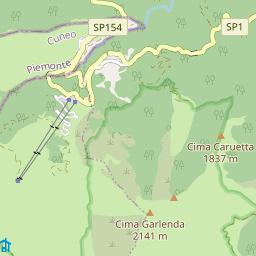 SP154
SP1
Cuneo
Piemonte
Cima Caruetta
1837 m
Cima Garlenda
2141 m